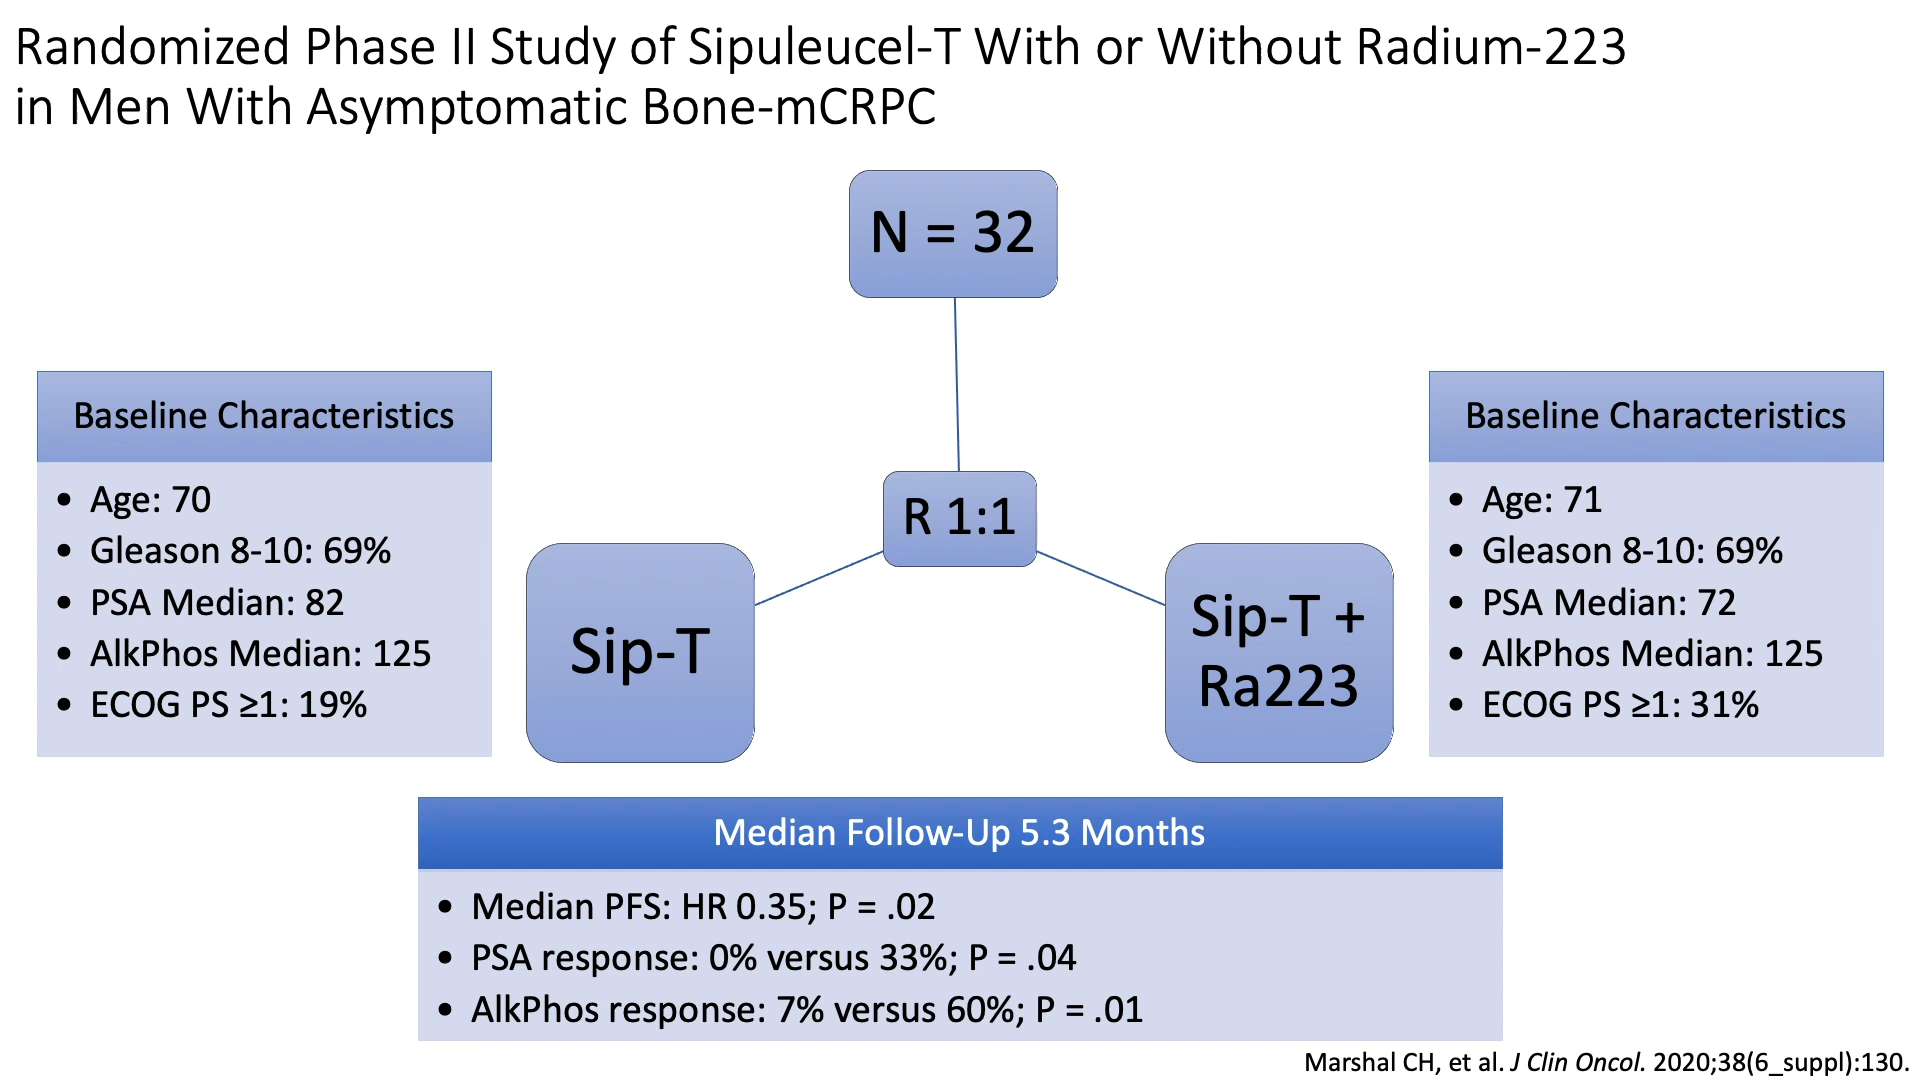 Randomized Phase II Study of Sipuleucel-T With or Without Radium-223
in Men With Asymptomatic Bone-mCRPC
N = 32
R 1:1
Baseline Characteristics
• Age: 70
• Gleason 8-10: 69%
• PSA Median: 82
• AlkPhos Median: 125
• ECOG PS ≥1: 19%
Sip-T
Sip-T +
Ra223
Baseline Characteristics
• Age: 71
• Gleason 8-10: 69%
• PSA Median: 72
• AlkPhos Median: 125
• ECOG PS ≥1: 31%
Median Follow-Up 5.3 Months
• Median PFS: HR 0.35; P = .02
• PSA response: 0% versus 33%; P = .04
• AlkPhos response: 7% versus 60%; P = .01
Marshal CH, et al. J Clin Oncol. 2020;38(6_suppl):130.